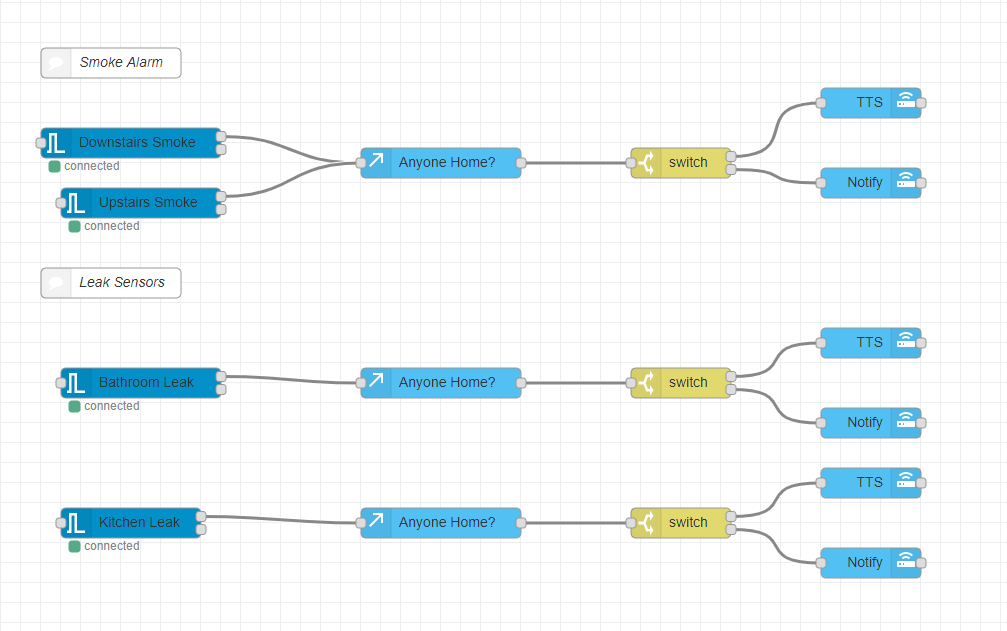 Smoke Alarm
TTS
Downstairs Smoke
connected
Anyone Home?
switch
Notify
Upstairs Smoke
connected
Leak Sensors
TTS
Bathroom Leak
connected
Anyone Home?
switch
Notify
TTS
Kitchen Leak
connected
Anyone Home?
switch
Notify